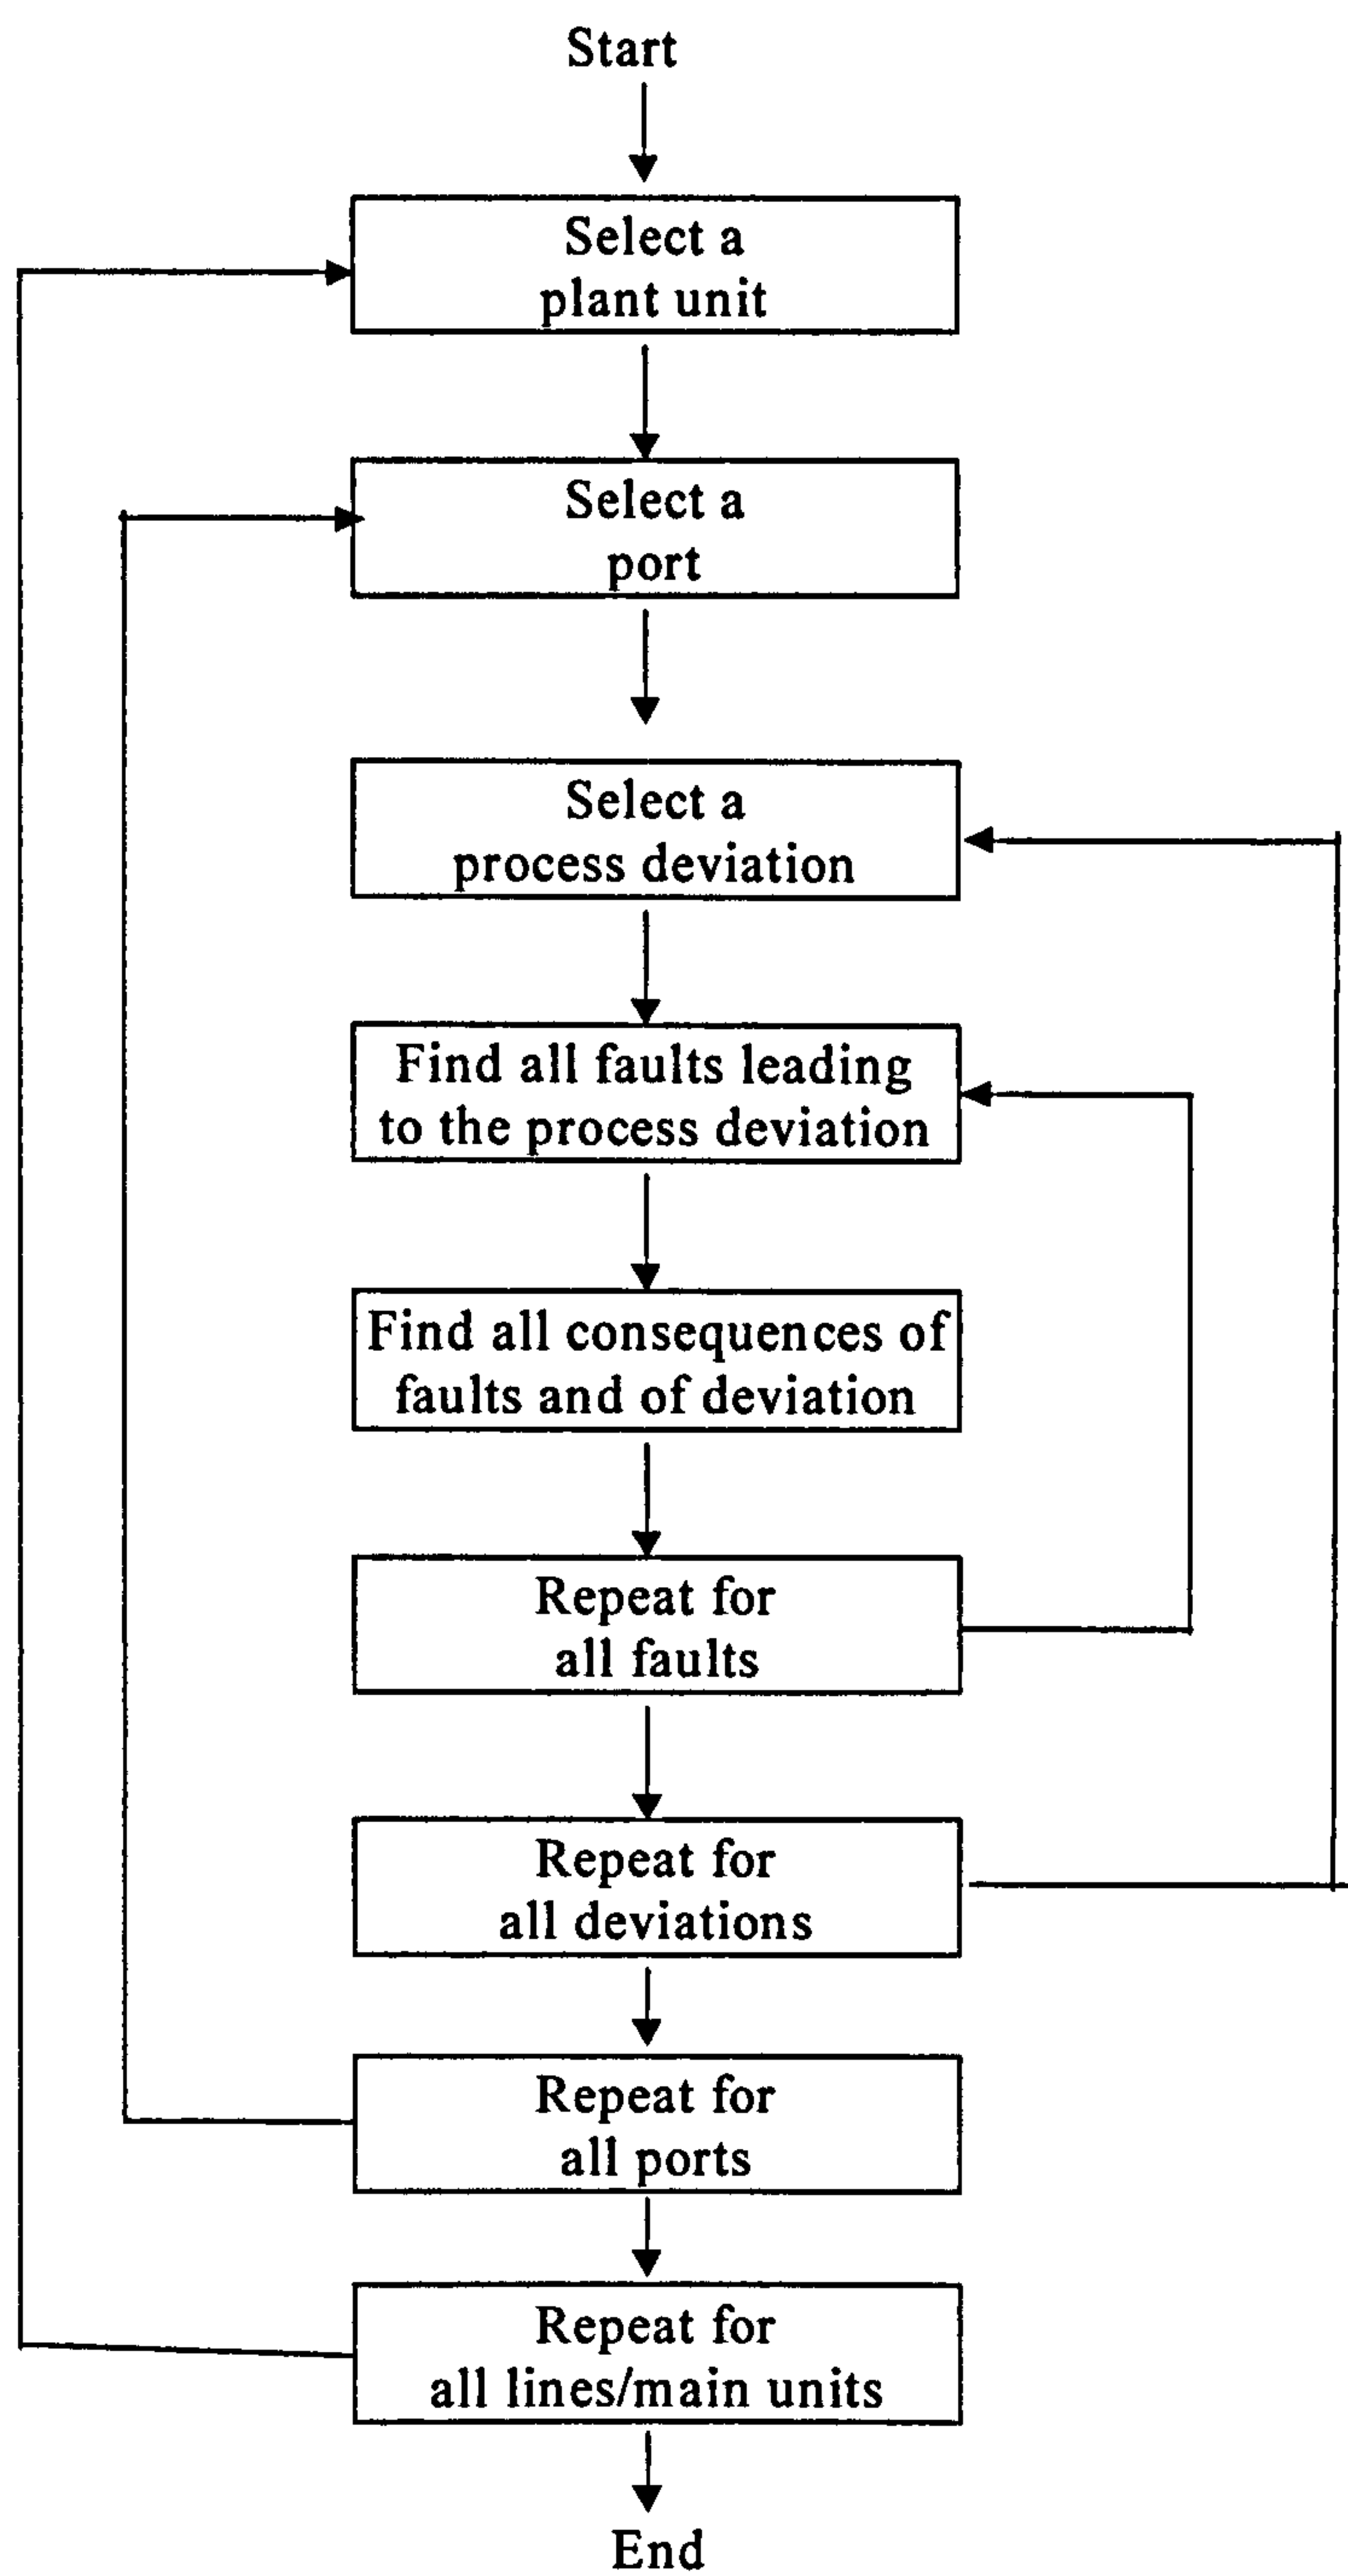 Start
Select a
plant unit
Select a
port
Select a
process deviation
Find all faults leading
to the process deviation
Find all consequences of
faults and of deviation
Repeat for
all faults
Repeat for
all deviations
Repeat for
all ports
Repeat for
all lines/main units
End